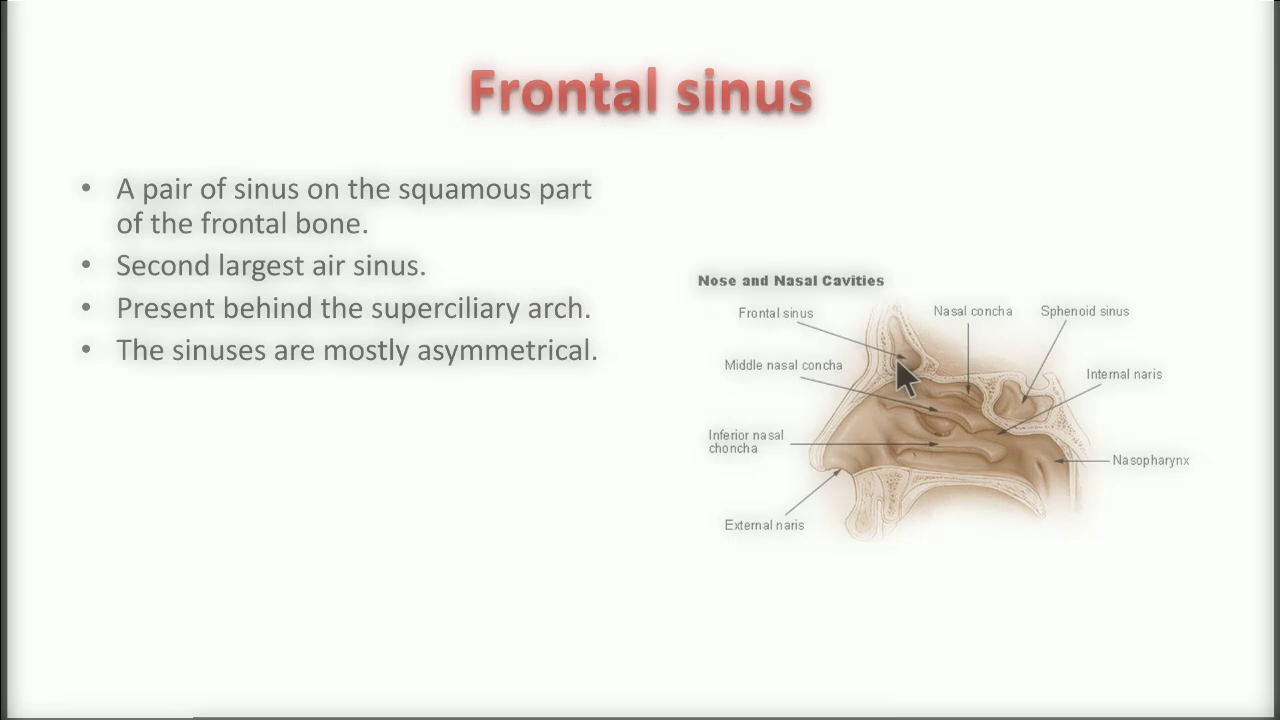 Frontal sinus
• A pair of sinus on the squamous part
of the frontal bone.
• Second largest air sinus.
• Present behind the superciliary arch.
• The sinuses are mostly asymmetrical.
Nose and Nasal Cavities
Frontal sinus
Nasal concha
Sphenoid sinus
Middle nasal concha
Internal naris
Inferior nasal
choncha
Nasopharynx
External naris